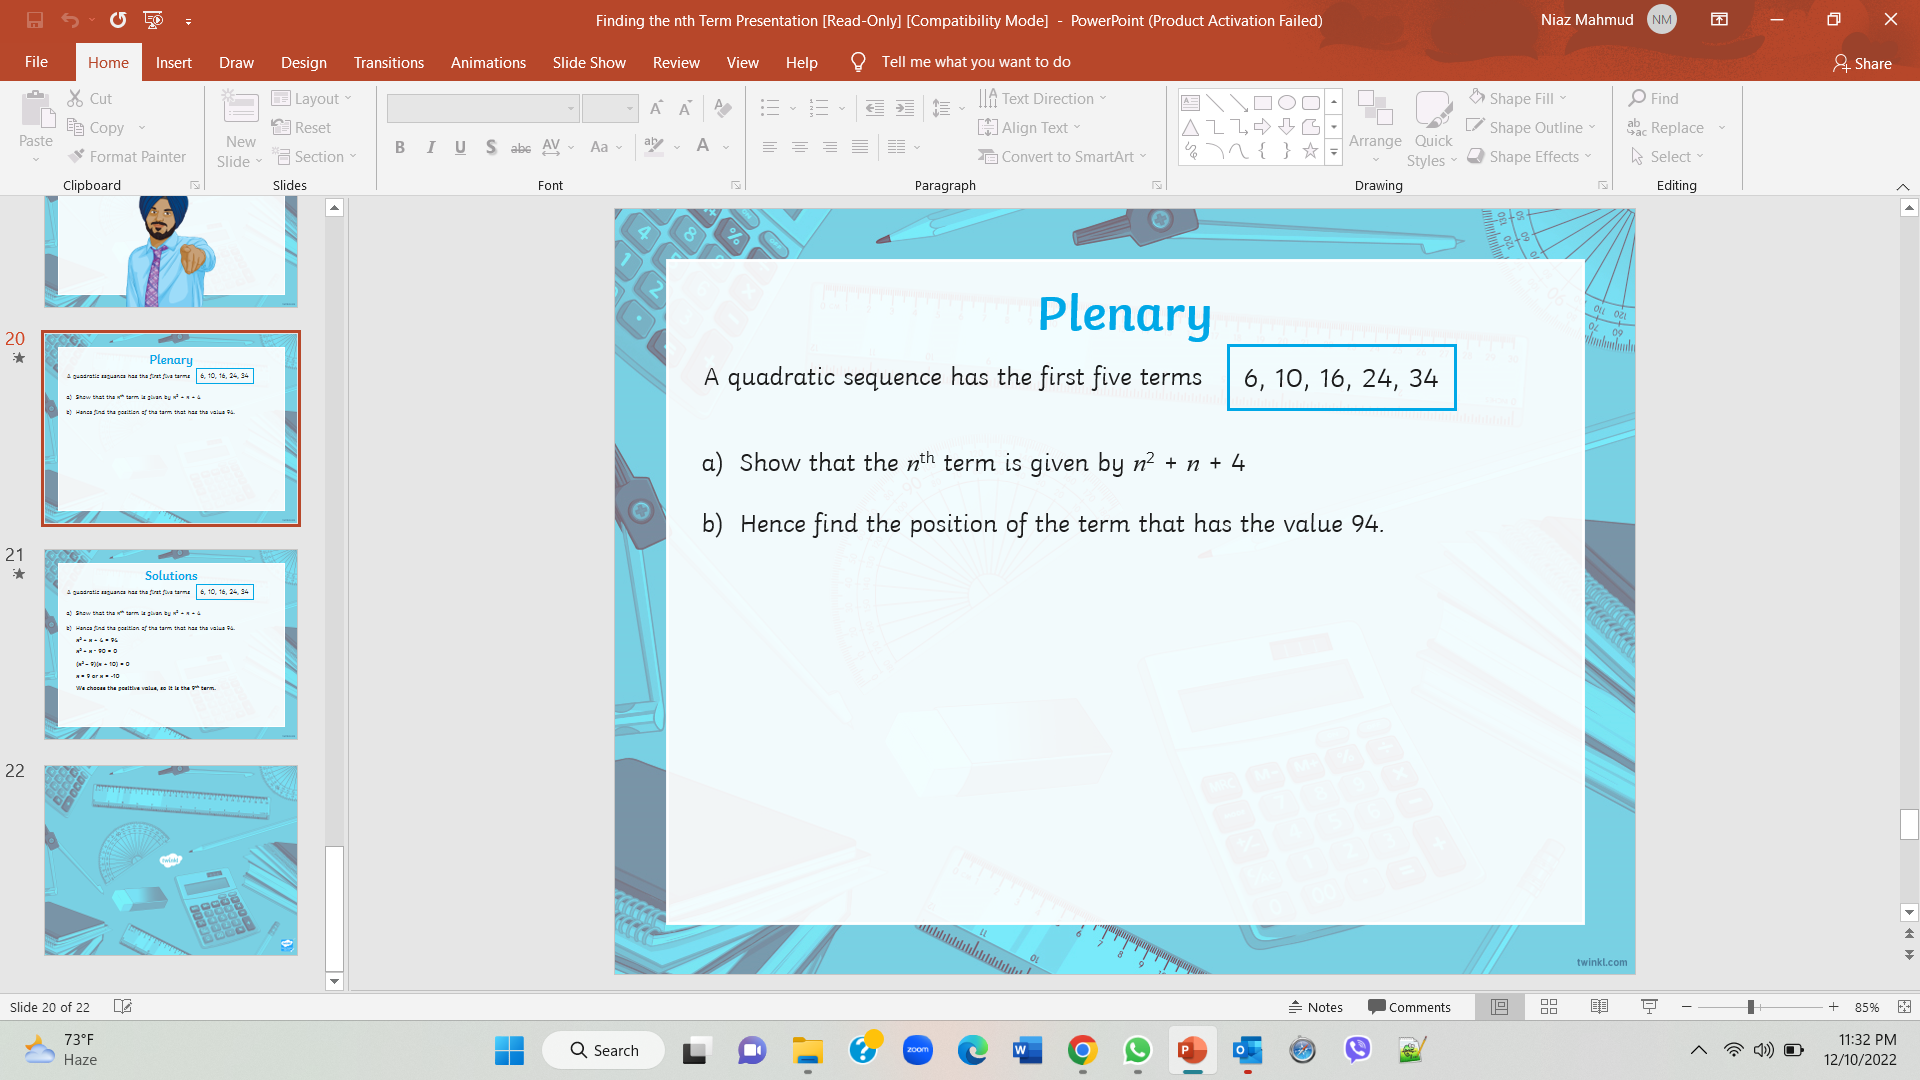 Finding the nth Term Presentation [Read-Only] [Compatibility Mode] - PowerPoint (Product Activation Failed)
Niaz Mahmud
NM
File
Home
Insert
Draw
Design
Transitions
Animations
Slide Show
Review
View
Help
Tell me what you want to do
Share
Paste
Cut
Copy
Format Painter
Clipboard
New Slide
Layout
Reset
Section
Slides
Font
Text Direction
Align Text
Convert to SmartArt
Paragraph
Arrange
Quick Styles
Shape Fill
Shape Outline
Shape Effects
Drawing
Find
Replace
Select
Editing
20
Plenary
A quadratic sequence has the first five terms 6, 10, 16, 24, 34
a) Show that the nth term is given by n² + n + 4
b) Hence find the position of the term that has the value 94.
21
Solutions
A quadratic sequence has the first five terms 6, 10, 16, 24, 34
a) Show that the nth term is given by n² + n + 4
b) Hence find the position of the term that has the value 94.
n² + n + 4 = 94
n² + n - 90 = 0
(n² - 9)(n + 10) = 0
n = 9 or n = -10
We choose the positive value, so it is the 9th term.
22
twinkl
Plenary
A quadratic sequence has the first five terms 6, 10, 16, 24, 34
a) Show that the nth term is given by n² + n + 4
b) Hence find the position of the term that has the value 94.
twinkl.com
Slide 20 of 22
Notes
Comments
85%
73°F
Haze
Search
zoom
11:32 PM
12/10/2022